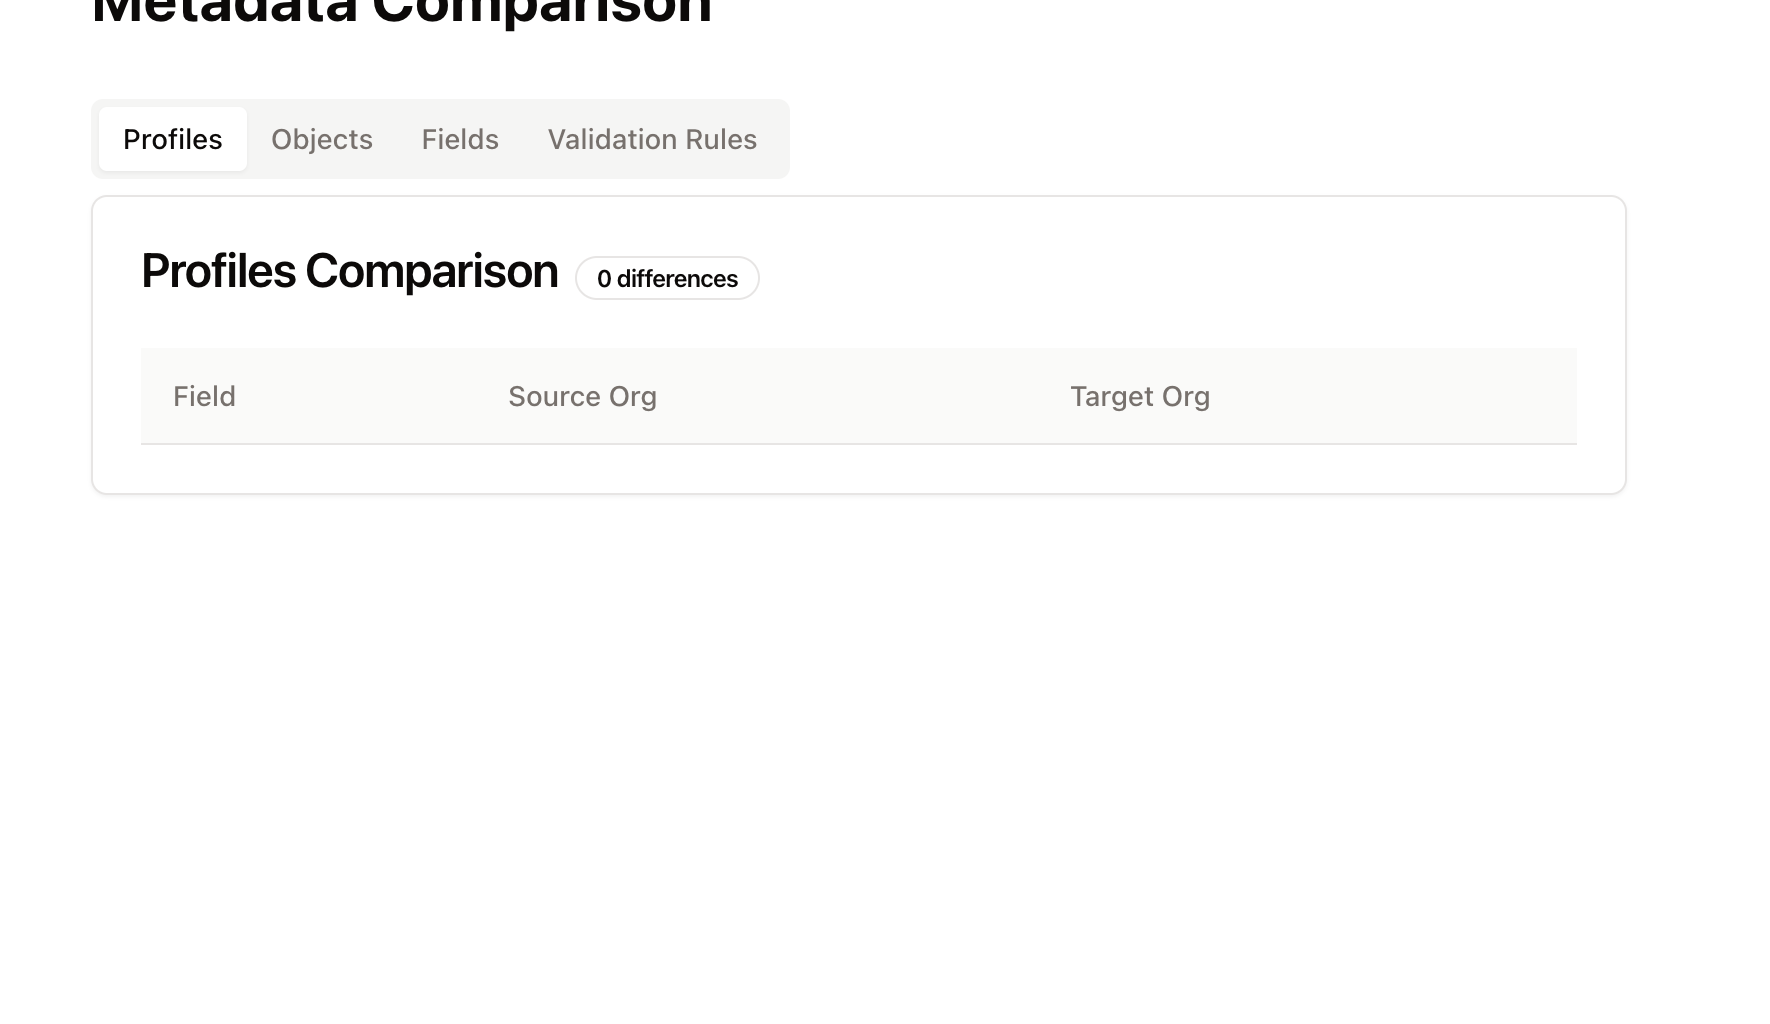 Metadata Comparison
Profiles Objects Fields Validation Rules
Profiles Comparison 0 differences
Field Source Org Target Org